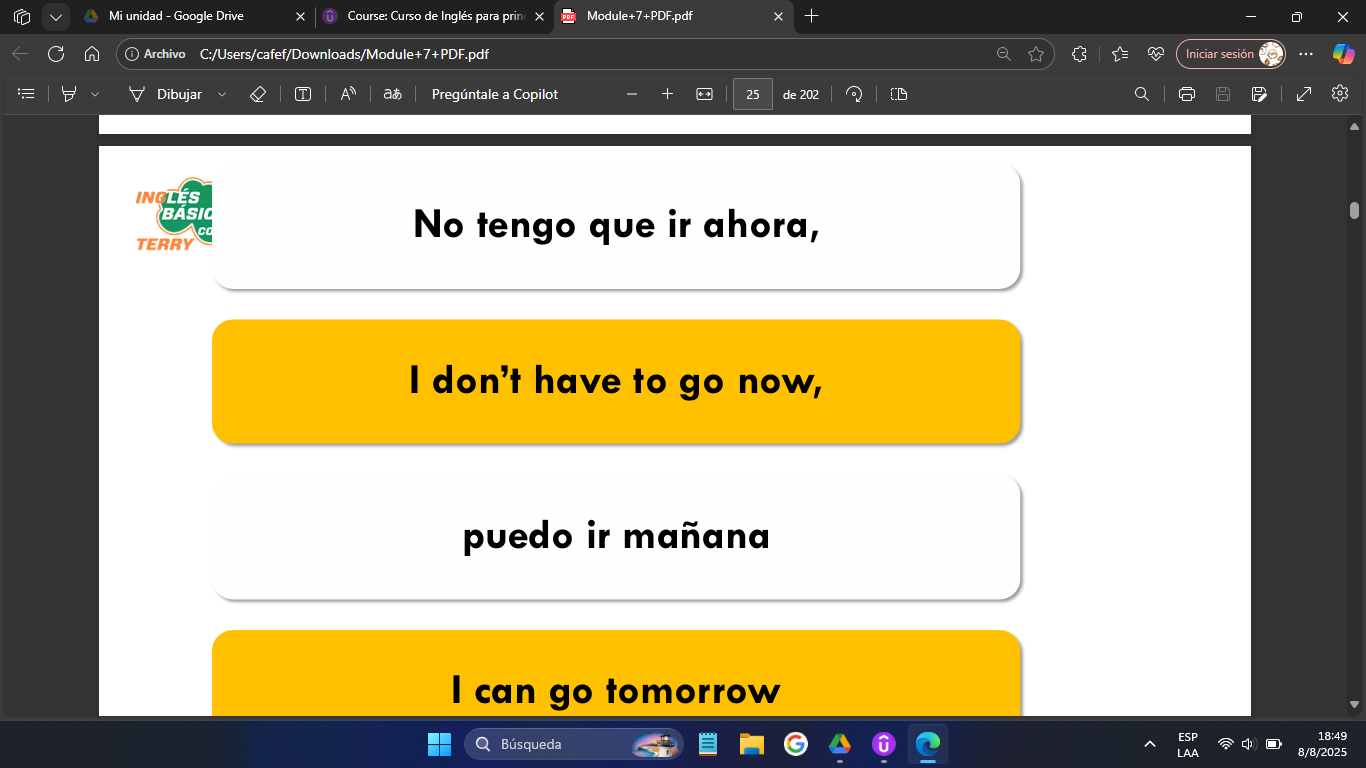 Mi unidad - Google Drive
Course: Curso de Inglés para prin
Module+7+PDF.pdf
Archivo
C:/Users/cafef/Downloads/Module+7+PDF.pdf
Iniciar sesión
Dibujar
aあ
Pregúntale a Copilot
25
de 202
INGLÉS
BÁSIC
CO
TERRY
No tengo que ir ahora,
I don't have to go now,
puedo ir mañana
I can go tomorrow
Búsqueda
ESP
LAA
18:49
8/8/2025